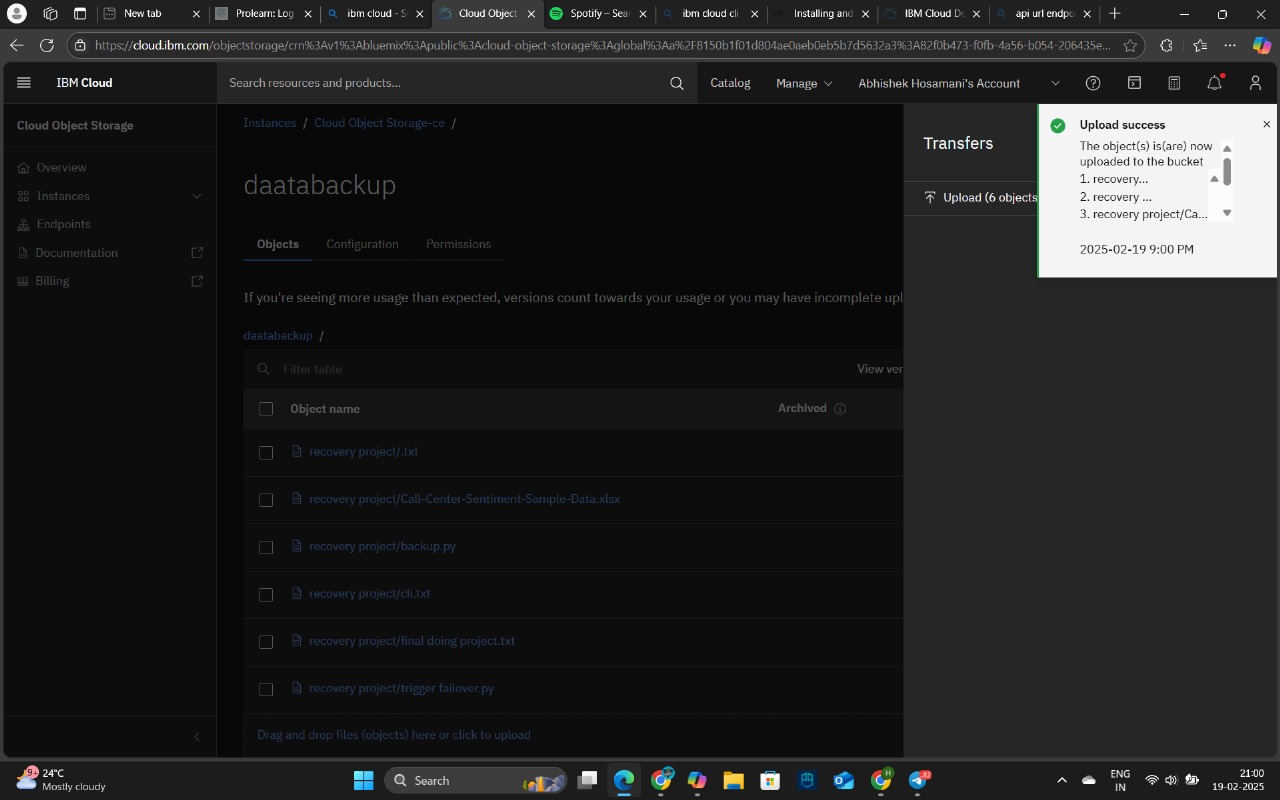 New tab
Prolearn: Log
ibm cloud - S
Cloud Object
Spotify – Sea
ibm cloud cli
Installing and
IBM Cloud Do
api url endpo
https://cloud.ibm.com/objectstorage/crn%3Av1%3Abluemix%3Apublic%3Acloud-object-storage%3Aglobal%3Aa%2F8150b1f01d804ae0aeb0eb5b7d5632a3%3A82f0b473-f0fb-4a56-b054-206435e...
IBM Cloud
Search resources and products...
Catalog
Manage
Abhishek Hosamani's Account
Cloud Object Storage
Overview
Instances
Endpoints
Documentation
Billing
Instances / Cloud Object Storage-ce /
daatabackup
Objects
Configuration
Permissions
If you're seeing more usage than expected, versions count towards your usage or you may have incomplete upl
daatabackup /
Filter table
View ver
Object name
Archived
recovery project/.txt
recovery project/Call-Center-Sentiment-Sample-Data.xlsx
recovery project/backup.py
recovery project/cli.txt
recovery project/final doing project.txt
recovery project/trigger failover.py
Drag and drop files (objects) here or click to upload
Transfers
Upload (6 objects
Upload success
The object(s) is(are) now
uploaded to the bucket
1. recovery...
2. recovery ...
3. recovery project/Ca...
2025-02-19 9:00 PM
9+
24°C
Mostly cloudy
Search
H
32
ENG
IN
21:00
19-02-2025